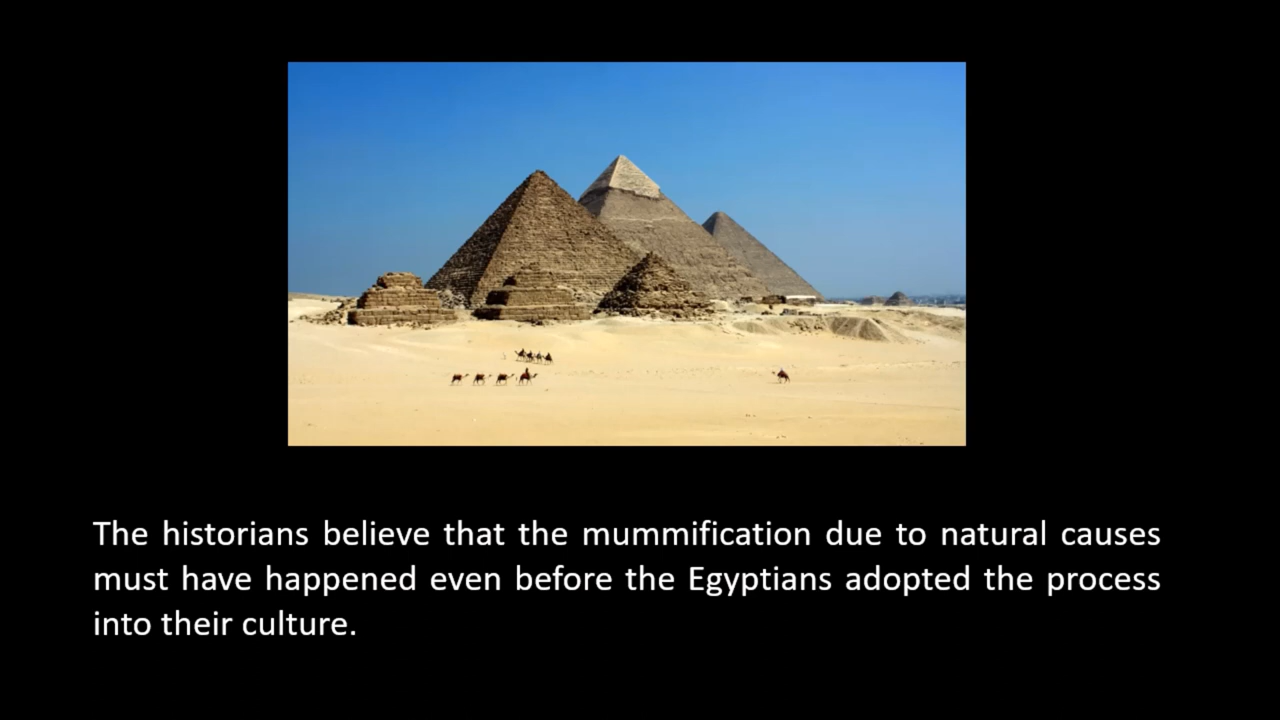 The historians believe that the mummification due to natural causes
must have happened even before the Egyptians adopted the process
into their culture.